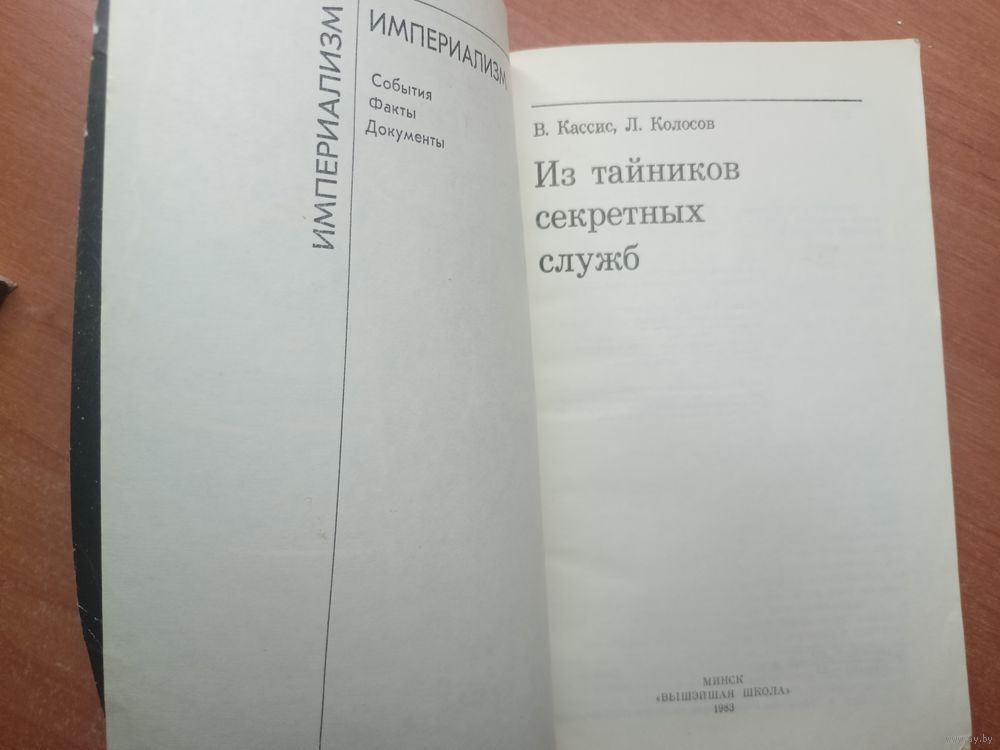 ИМПЕРИАЛИЗМ
ИМПЕРИАЛИЗМ
События
Факты
Документы
В. Кассис, Л. Колосов
Из тайников
секретных
служб
МИНСК
«ВЫШЭЙШАЯ ШКОЛА»
1983